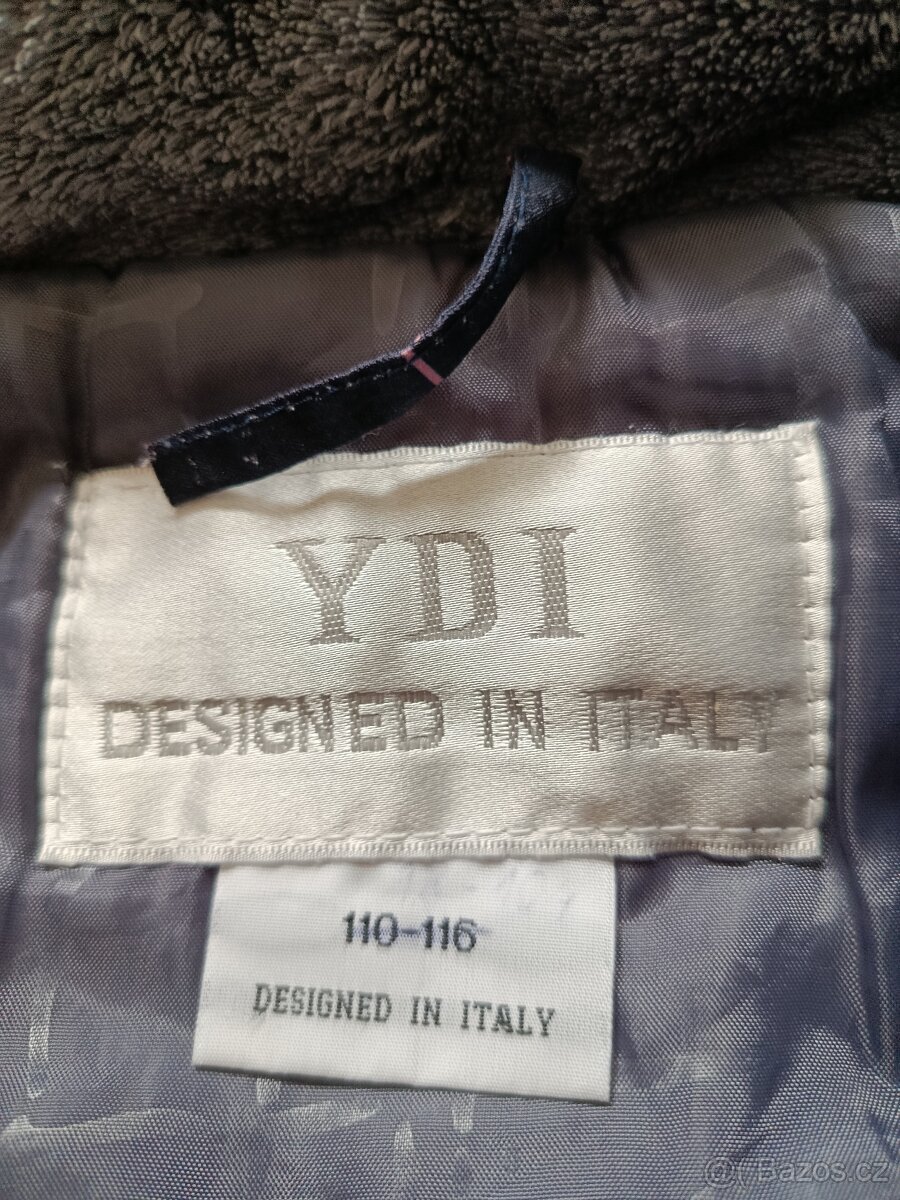 YDI
DESIGNED IN ITALY
110-116
DESIGNED IN ITALY
@ Bazos.cz